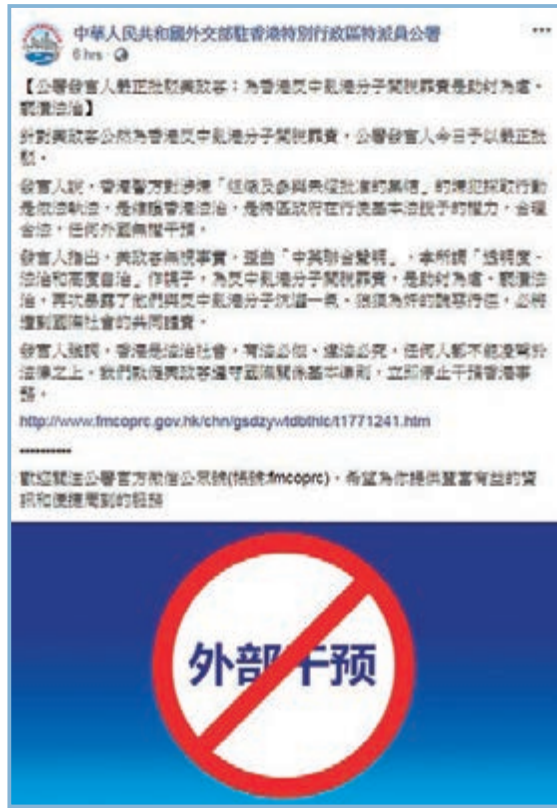 中華人民共和國外交部駐香港特別行政區特派員公署
6 hrs
【公署發言人嚴正批駁美政客：為香港反中亂港分子開脫罪責是助紂為虐、
褻瀆法治】
針對美政客公然為香港反中亂港分子開脫罪責，公署發言人今日予以嚴正批
駁。
發言人說，香港警方對涉嫌「組織及參與未經批准的集結」的嫌犯採取行動
是依法執法，是維護香港法治，是特區政府在行使基本法授予的權力，合理
合法，任何外國無權干預。
發言人指出，美政客無視事實，歪曲「中英聯合聲明」，拿所謂「透明度、
法治和高度自治」作幌子，為反中亂港分子開脫罪責，是助紂為虐、褻瀆法
治，再次暴露了他們與反中亂港分子沆瀣一氣、狼狽為奸的醜惡行徑，必將
遭到國際社會的共同譴責。
發言人強調，香港是法治社會，有法必依、違法必究，任何人都不能凌駕於
法律之上。我們敦促美政客遵守國際關係基本準則，立即停止干預香港事
務。
http://www.fmcoprc.gov.hk/chn/gsdzywfdbthlc/t1771241.htm
----------
歡迎關注公署官方微信公眾號(帳號:fmcoprc)，希望為你提供豐富有益的資
訊和便捷周到的服務
外部干预